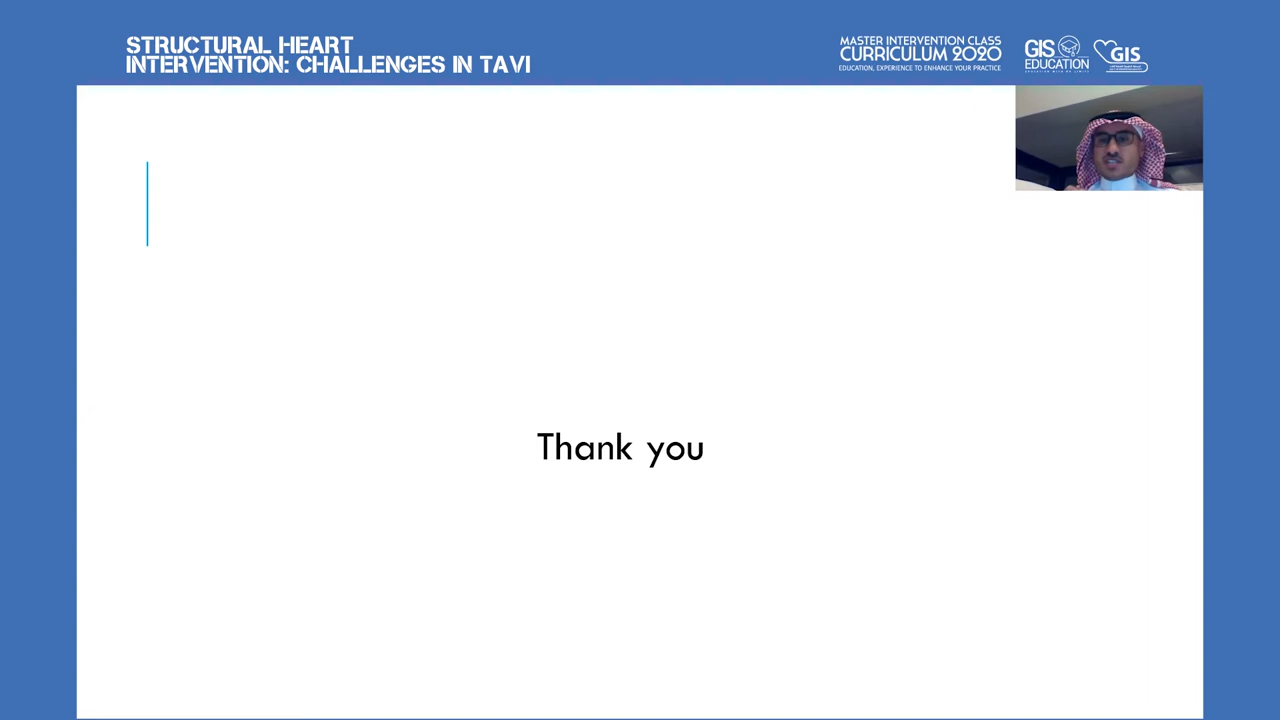 STRUCTURAL HEART
INTERVENTION: CHALLENGES IN TAVI
MASTER INTERVENTION CLASS
CURRICULUM 2020
EDUCATION, EXPERIENCE TO ENHANCE YOUR PRACTICE
GIS
EDUCATION
GIS
Thank you